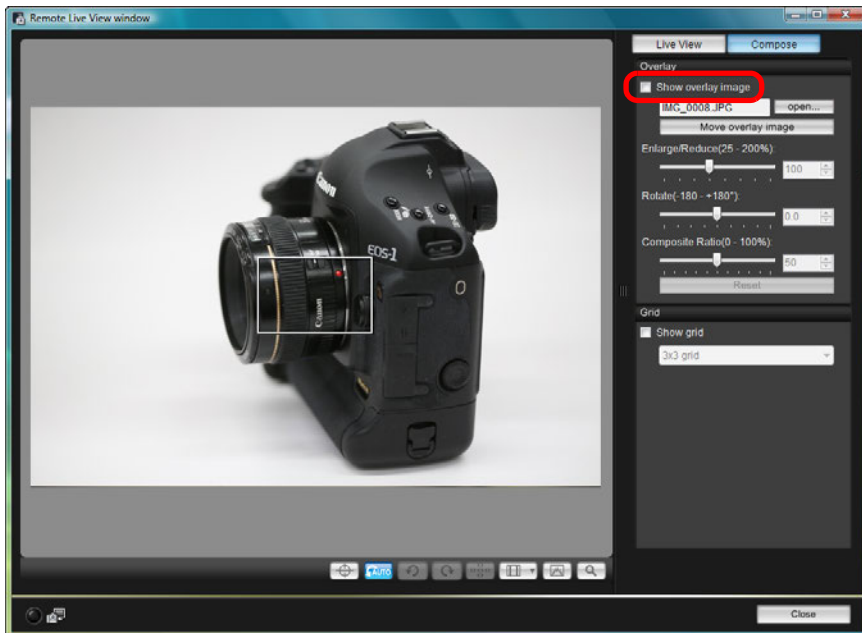 Remote Live View window
Live View Compose
Overlay
Show overlay image
IMG_0008.JPG open...
Move overlay image
Enlarge/Reduce(25 - 200%):
100
Rotate(-180 - +180°):
0.0
Composite Ratio(0 - 100%):
50
Reset
Grid
Show grid
3x3 grid
Canon
EOS-1
Canon
AUTO
Close